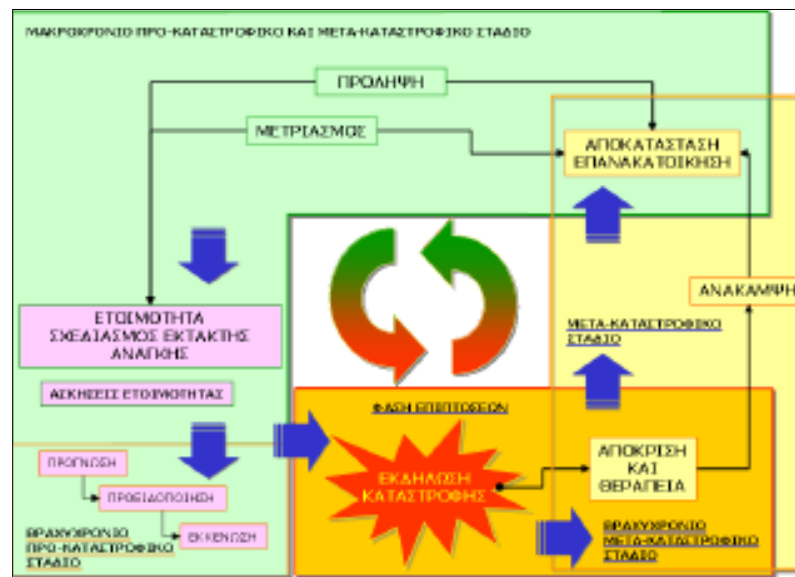 ΜΑΚΡΟΧΡΟΝΙΟ ΠΡΟ-ΚΑΤΑΣΤΡΟΦΙΚΟ ΚΑΙ ΜΕΤΑ-ΚΑΤΑΣΤΡΟΦΙΚΟ ΣΤΑΔΙΟ
ΠΡΟΛΗΨΗ
ΜΕΤΡΙΑΣΜΟΣ
ΑΠΟΚΑΤΑΣΤΑΣΗ
ΕΠΑΝΑΚΑΤΟΙΚΗΣΗ
ΑΝΑΚΑΜΨΗ
ΕΤΟΙΜΟΤΗΤΑ
ΣΧΕΔΙΑΣΜΟΣ ΕΚΤΑΚΤΗΣ
ΑΝΑΓΚΗΣ
ΜΕΤΑ-ΚΑΤΑΣΤΡΟΦΙΚΟ
ΣΤΑΔΙΟ
ΑΣΚΗΣΕΙΣ ΕΤΟΙΜΟΤΗΤΑΣ
ΦΑΣΗ ΕΠΙΠΤΩΣΕΩΝ
ΠΡΟΓΝΩΣΗ
ΠΡΟΕΙΔΟΠΟΙΗΣΗ
ΕΚΚΕΝΩΣΗ
ΕΚΔΗΛΩΣΗ
ΚΑΤΑΣΤΡΟΦΗΣ
ΑΠΟΚΡΙΣΗ
ΚΑΙ
ΘΕΡΑΠΕΙΑ
ΒΡΑΧΥΧΡΟΝΙΟ
ΠΡΟ-ΚΑΤΑΣΤΡΟΦΙΚΟ
ΣΤΑΔΙΟ
ΒΡΑΧΥΧΡΟΝΙΟ
ΜΕΤΑ-ΚΑΤΑΣΤΡΟΦΙΚΟ
ΣΤΑΔΙΟ